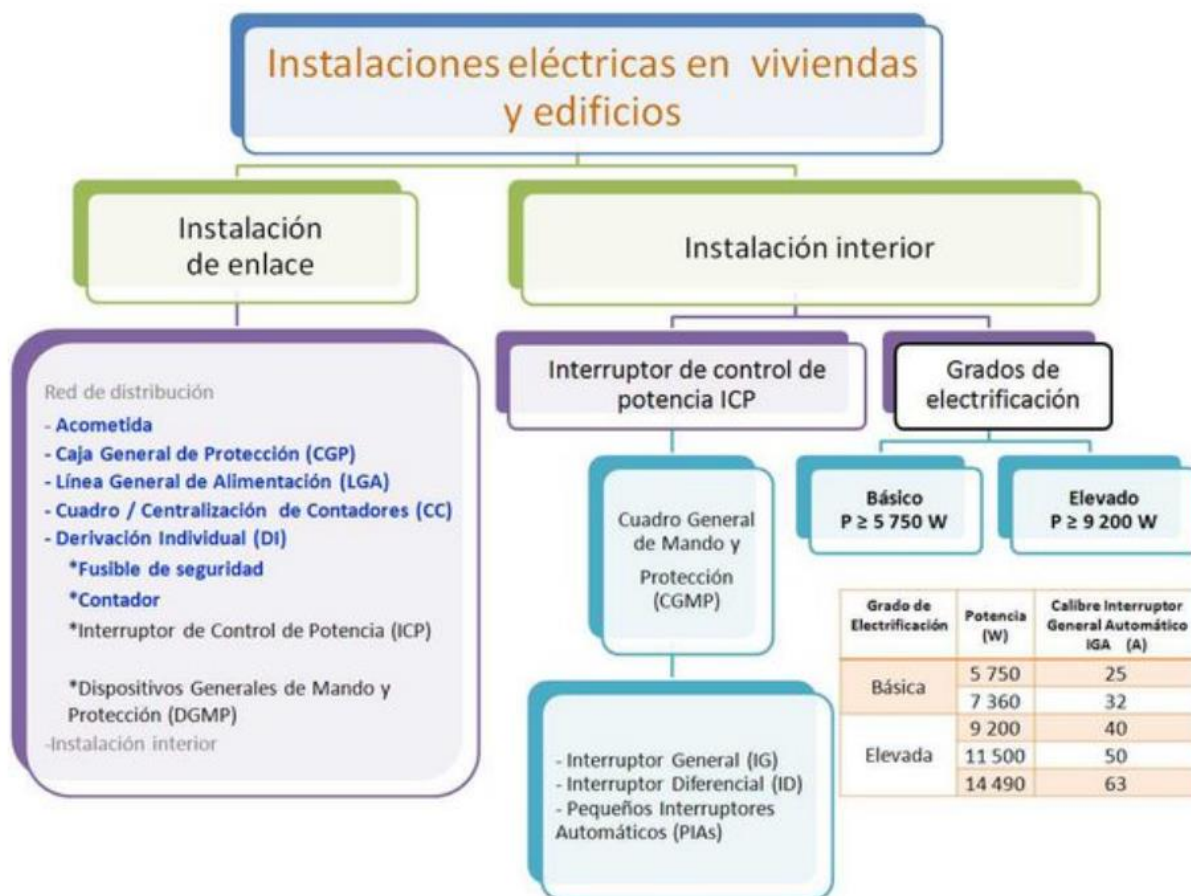 Instalaciones eléctricas en viviendas
y edificios
Instalación
de enlace
Instalación interior
Red de distribución
- Acometida
- Caja General de Protección (CGP)
- Línea General de Alimentación (LGA)
- Cuadro / Centralización de Contadores (CC)
- Derivación Individual (DI)
*Fusible de seguridad
*Contador
*Interruptor de Control de Potencia (ICP)
*Dispositivos Generales de Mando y
Protección (DGMP)
-Instalación interior
Interruptor de control de
potencia ICP
Grados de
electrificación
Cuadro General
de Mando y
Protección
(CGMP)
Básico
P ≥ 5 750 W
Elevado
P ≥ 9 200 W
- Interruptor General (IG)
- Interruptor Diferencial (ID)
- Pequeños Interruptores
Automáticos (PIAs)
Grado de
Electrificación
Potencia
(W)
Calibre Interruptor
General Automático
IGA (A)
Básica
5 750 25
7 360 32
Elevada
9 200 40
11 500 50
14 490 63